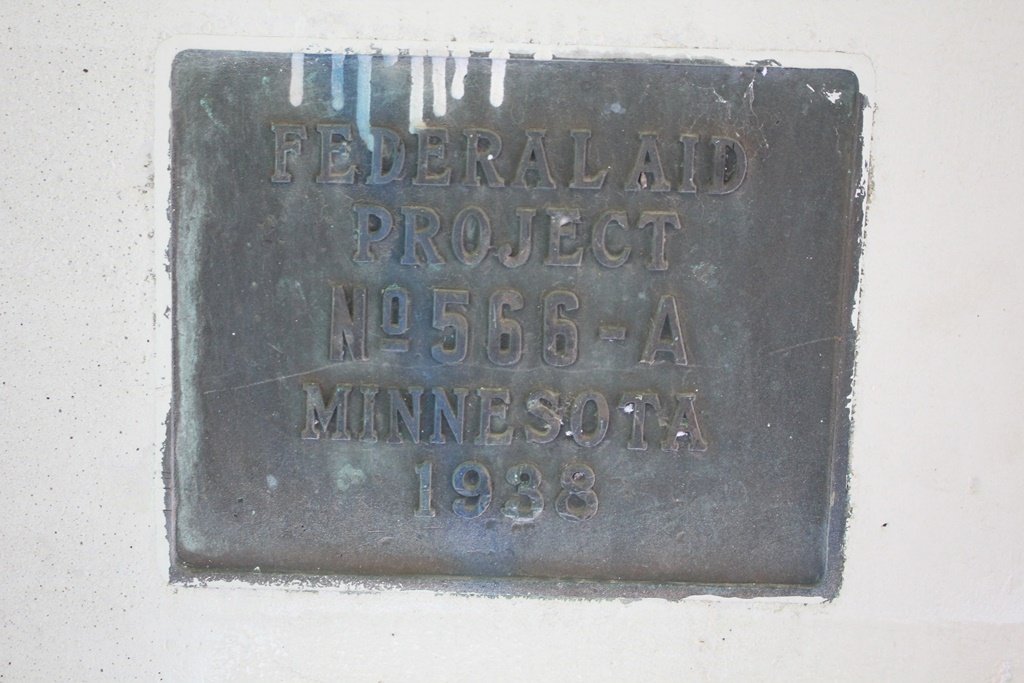 FEDERAL AID
PROJECT
Nº 566-A
MINNESOTA
1938